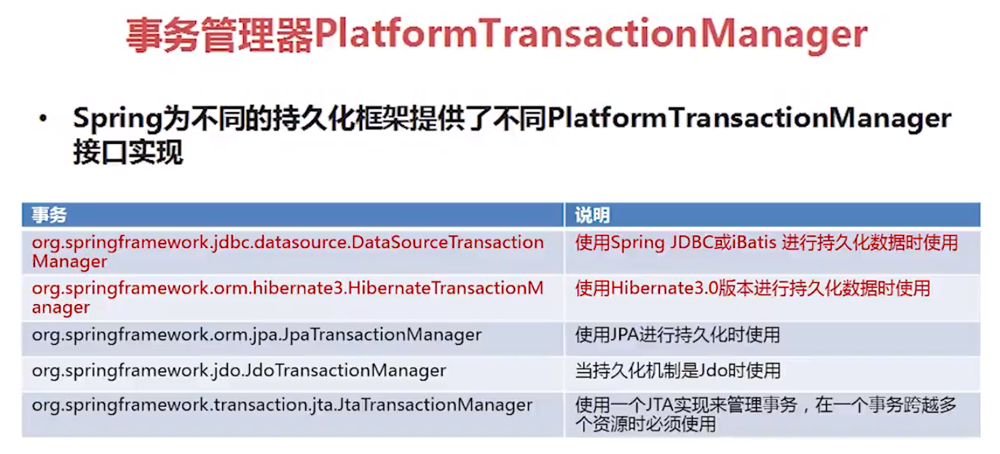 事务管理器PlatformTransactionManager
• Spring为不同的持久化框架提供了不同PlatformTransactionManager
接口实现
事务
说明
org.springframework.jdbc.datasource.DataSourceTransaction
Manager
使用Spring JDBC或iBatis 进行持久化数据时使用
org.springframework.orm.hibernate3.HibernateTransactionM
anager
使用Hibernate3.0版本进行持久化数据时使用
org.springframework.orm.jpa.JpaTransactionManager
使用JPA进行持久化时使用
org.springframework.jdo.JdoTransactionManager
当持久化机制是Jdo时使用
org.springframework.transaction.jta.JtaTransactionManager
使用一个JTA实现来管理事务，在一个事务跨越多
个资源时必须使用